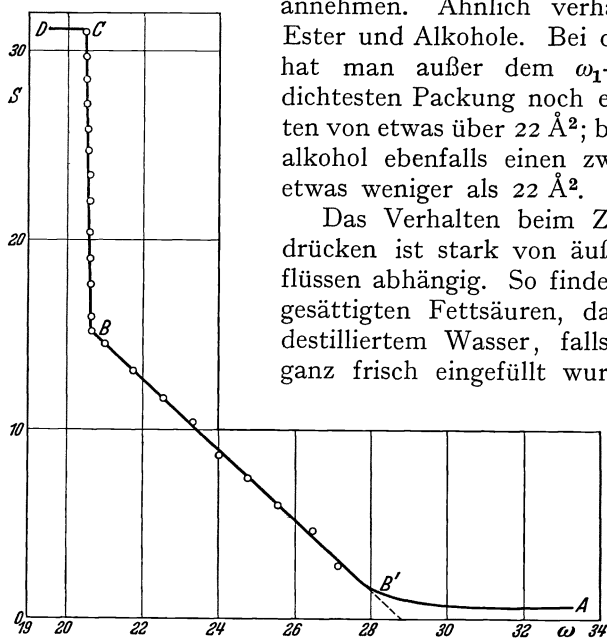 annehmen. Ähnlich verha
Ester und Alkohole. Bei d
hat man außer dem ω₁-
dichtesten Packung noch e
ten von etwas über 22 Å²; b
alkohol ebenfalls einen zw
etwas weniger als 22 Å².
Das Verhalten beim Z
drücken ist stark von äuß
flüssen abhängig. So finde
gesättigten Fettsäuren, da
destilliertem Wasser, falls
ganz frisch eingefüllt wur
D C
30
S
20
B
10
B′
A
0
19 20 22 24 26 28 30 32 ω 34